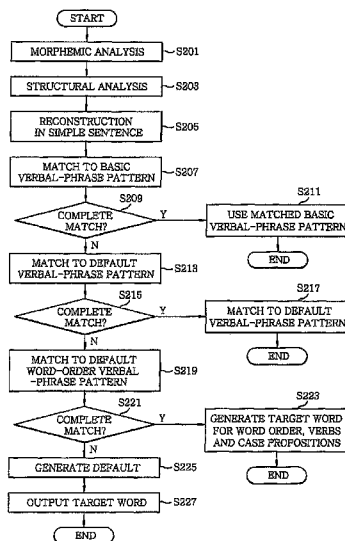 START
MORPHEMIC ANALYSIS
S201
STRUCTURAL ANALYSIS
S203
RECONSTRUCTION
IN SIMPLE SENTENCE
S205
MATCH TO BASIC
VERBAL-PHRASE PATTERN
S207
S209
COMPLETE
MATCH?
Y
N
S211
USE MATCHED BASIC
VERBAL-PHRASE PATTERN
END
MATCH TO DEFAULT
VERBAL-PHRASE PATTERN
S213
S215
COMPLETE
MATCH?
Y
N
S217
MATCH TO DEFAULT
VERBAL-PHRASE PATTERN
END
MATCH TO DEFAULT
WORD-ORDER VERBAL
-PHRASE PATTERN
S219
S221
COMPLETE
MATCH?
Y
N
S223
GENERATE TARGET WORD
FOR WORD ORDER, VERBS
AND CASE PROPOSITIONS
END
GENERATE DEFAULT
S225
OUTPUT TARGET WORD
S227
END